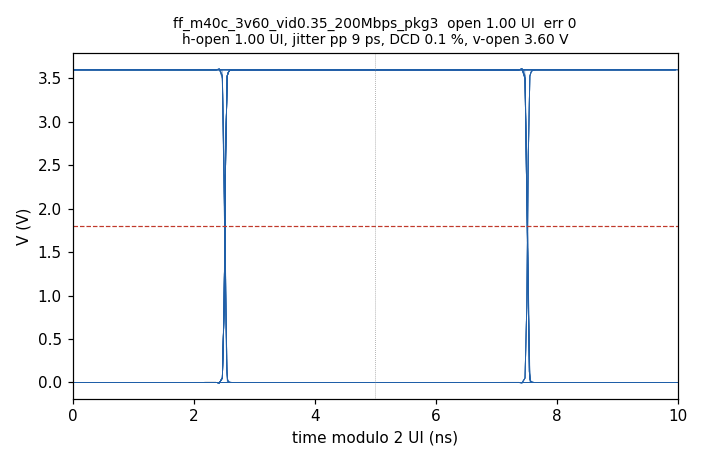 ff_m40c_3v60_vid0.35_200Mbps_pkg3  open 1.00 UI  err 0
h-open 1.00 UI, jitter pp 9 ps, DCD 0.1 %, v-open 3.60 V
V (V)
3.5
3.0
2.5
2.0
1.5
1.0
0.5
0.0
0 2 4 6 8 10
time modulo 2 UI (ns)